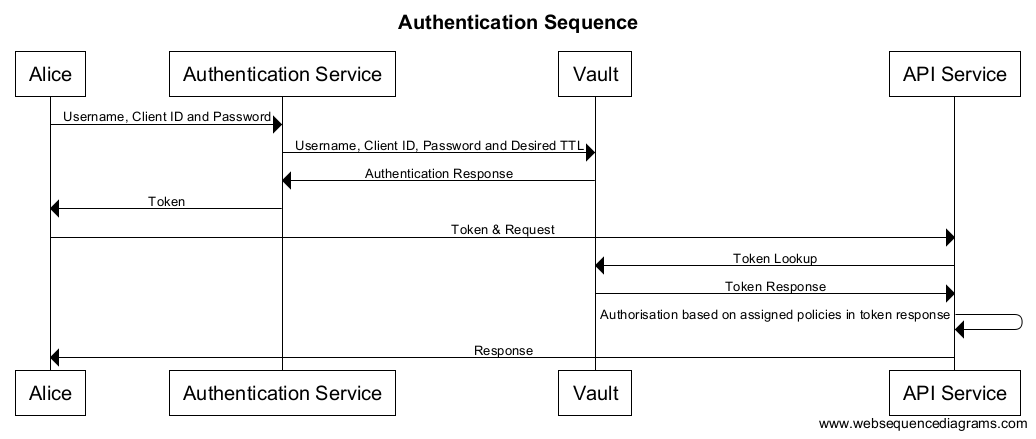 Authentication Sequence
Alice
Authentication Service
Vault
API Service
Username, Client ID and Password
Username, Client ID, Password and Desired TTL
Authentication Response
Token
Token & Request
Token Lookup
Token Response
Authorisation based on assigned policies in token response
Response
Alice
Authentication Service
Vault
API Service
www.websequencediagrams.com